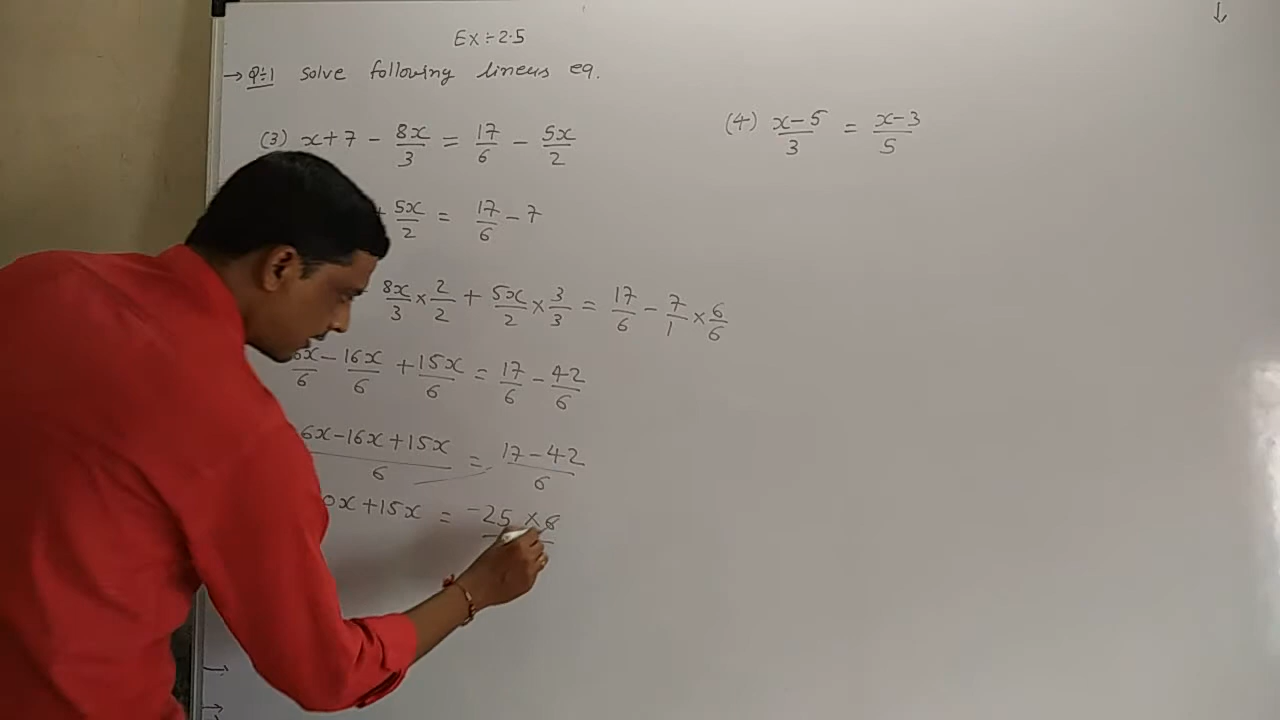 Ex ÷ 2.5
→ Q÷1 Solve following lineus eq.
(3) x+7 - 8x/3 = 17/6 - 5x/2
5x/2 = 17/6 - 7
8x/3 × 2/2 + 5x/2 × 3/3 = 17/6 - 7/1 × 6/6
6x/6 - 16x/6 + 15x/6 = 17/6 - 42/6
6x-16x+15x/6 = 17-42/6
0x+15x = -25 × 6
(4) x-5/3 = x-3/5